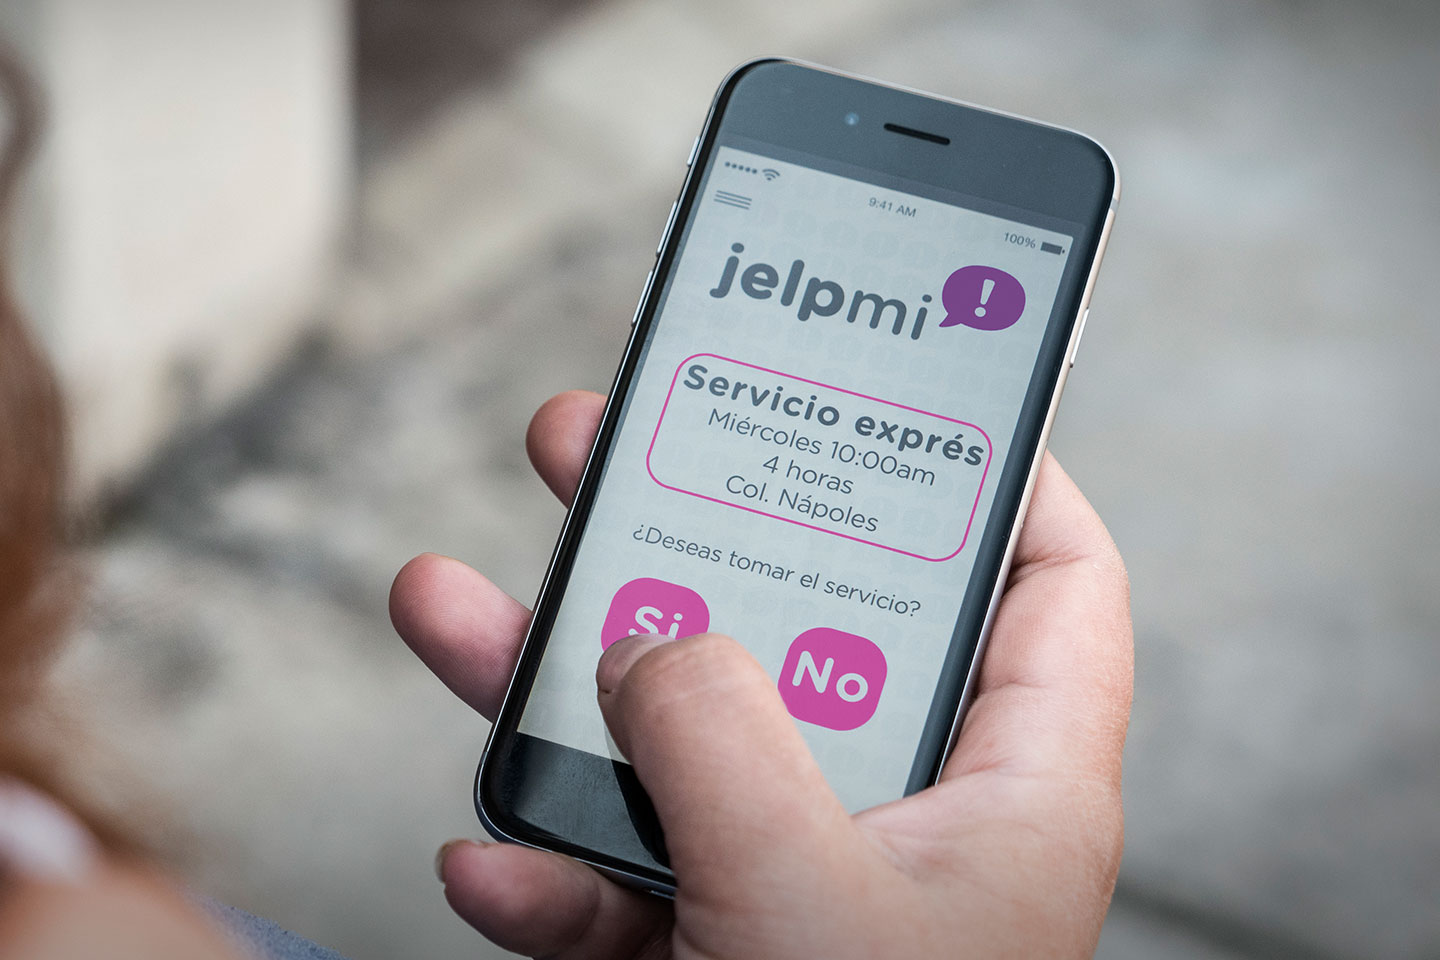 9:41 AM
100%
jelpmi!
Servicio exprés
Miércoles 10:00am
4 horas
Col. Nápoles
¿Deseas tomar el servicio?
Si
No